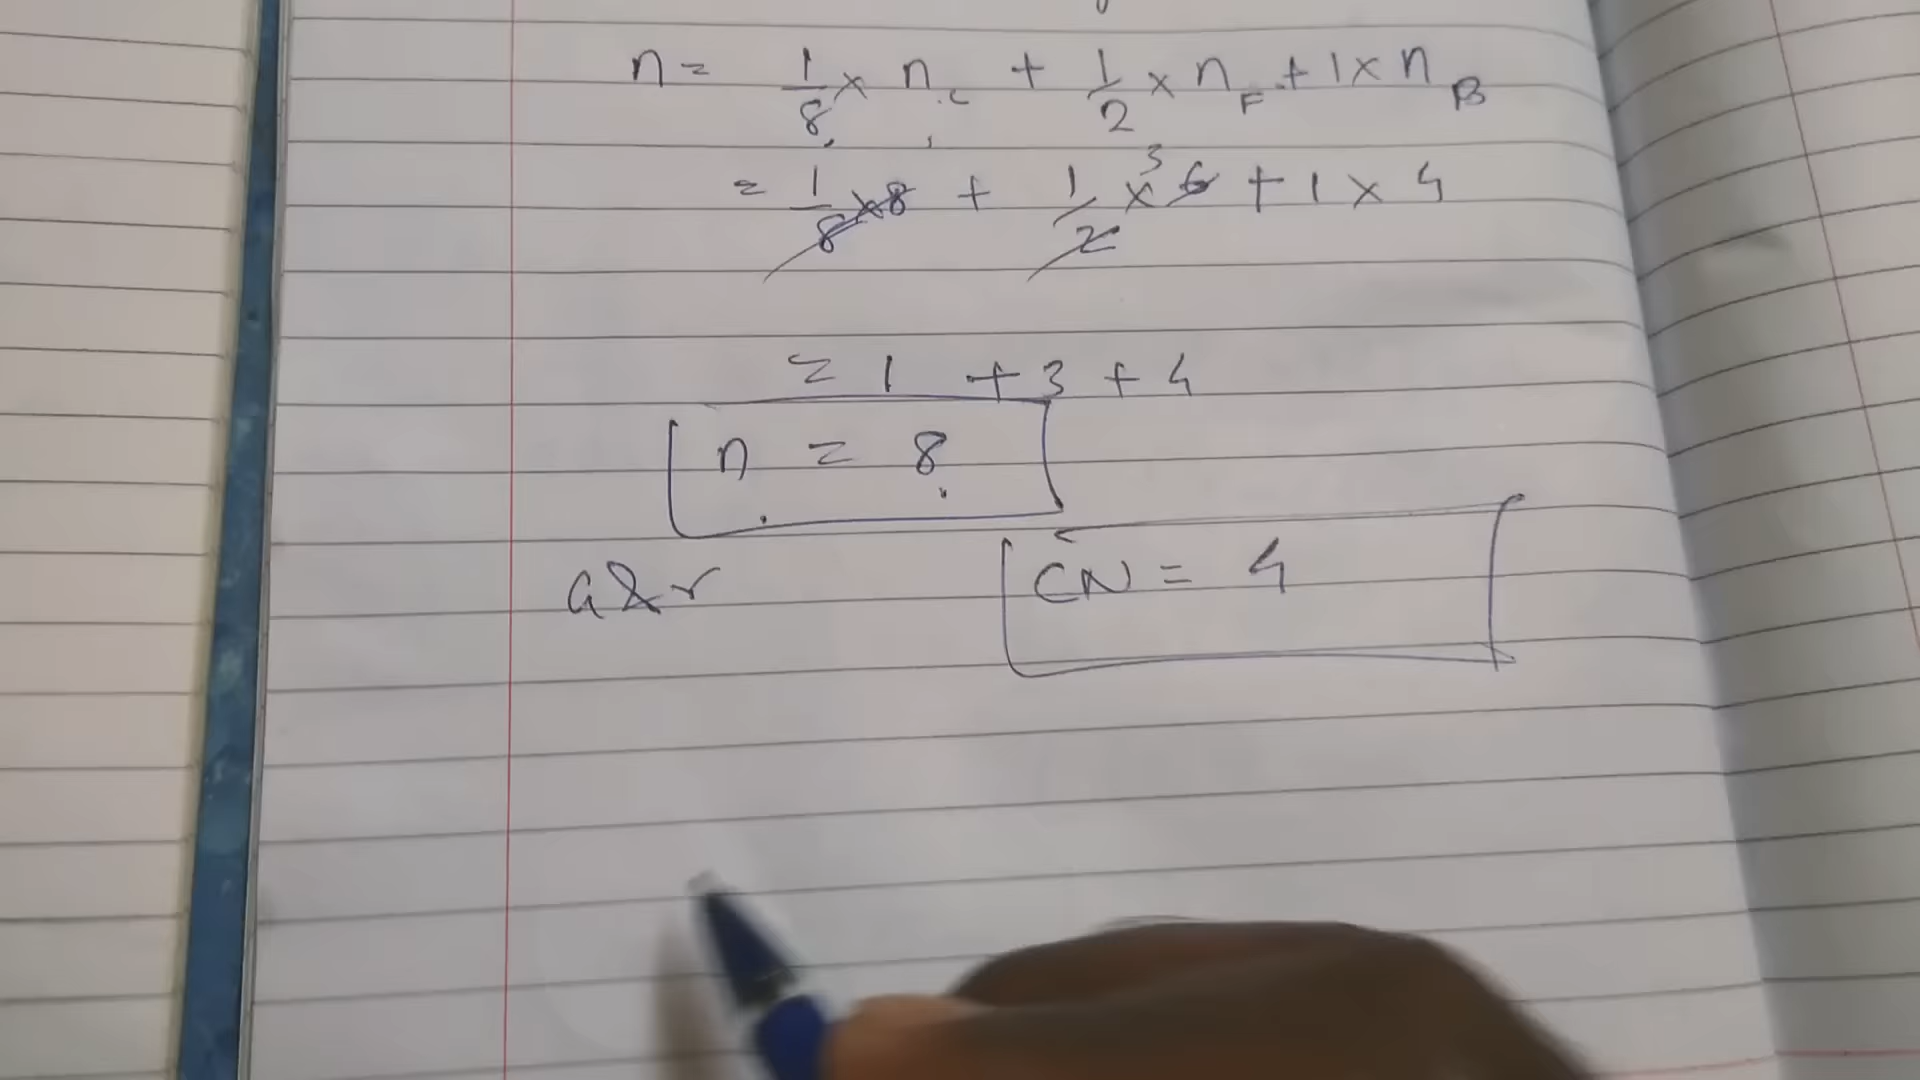 n = 1/8 × n_c + 1/2 × n_F + 1 × n_B
= 1/8 × 8 + 1/2 × 6 3 + 1 × 4
= 1 + 3 + 4
n = 8
a & r
CN = 4